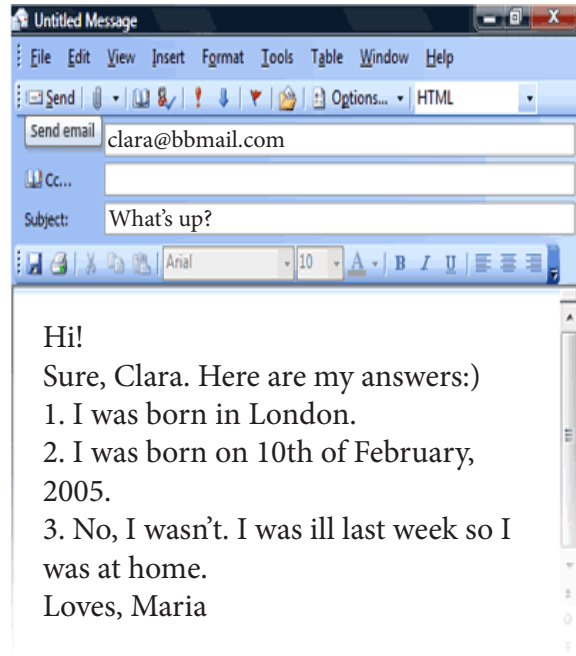 Untitled Message
File Edit View Insert Format Tools Table Window Help
Send Options... HTML
Send email clara@bbmail.com
Cc...
Subject: What's up?
Arial 10 A B I U
Hi!
Sure, Clara. Here are my answers:)
1. I was born in London.
2. I was born on 10th of February,
2005.
3. No, I wasn't. I was ill last week so I
was at home.
Loves, Maria